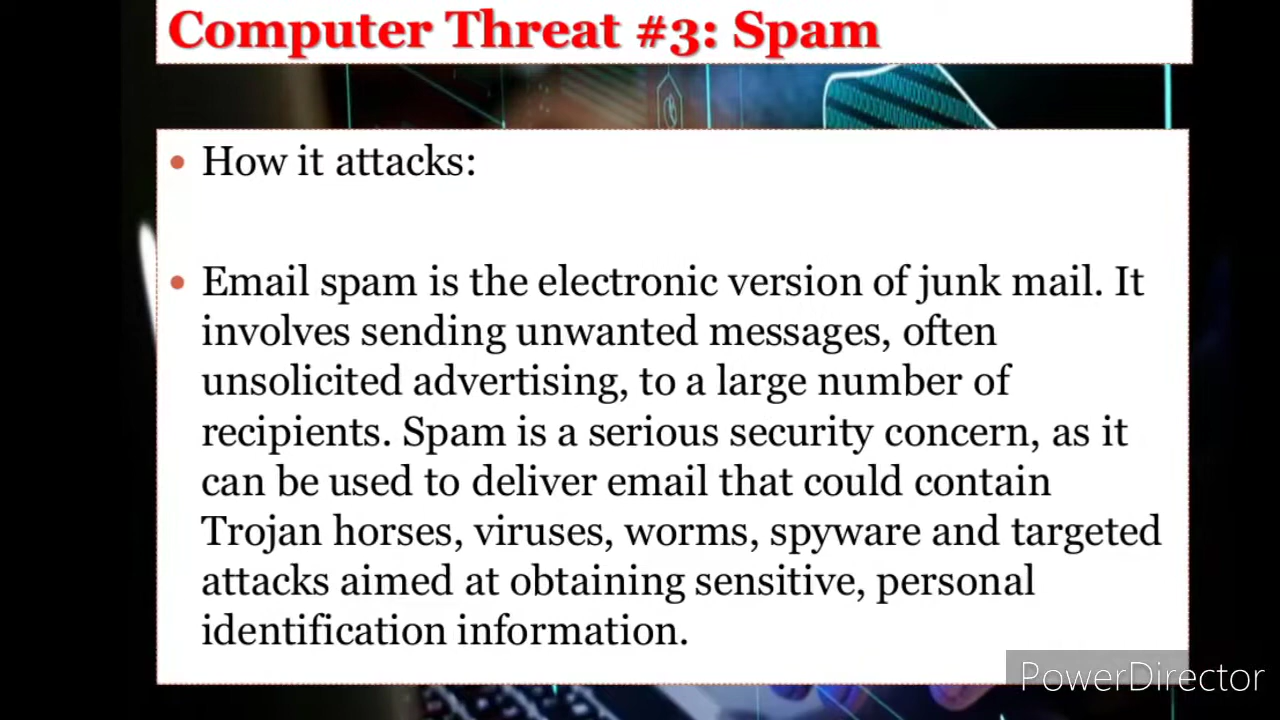 Computer Threat #3: Spam
How it attacks:
Email spam is the electronic version of junk mail. It
involves sending unwanted messages, often
unsolicited advertising, to a large number of
recipients. Spam is a serious security concern, as it
can be used to deliver email that could contain
Trojan horses, viruses, worms, spyware and targeted
attacks aimed at obtaining sensitive, personal
identification information.
PowerDirector